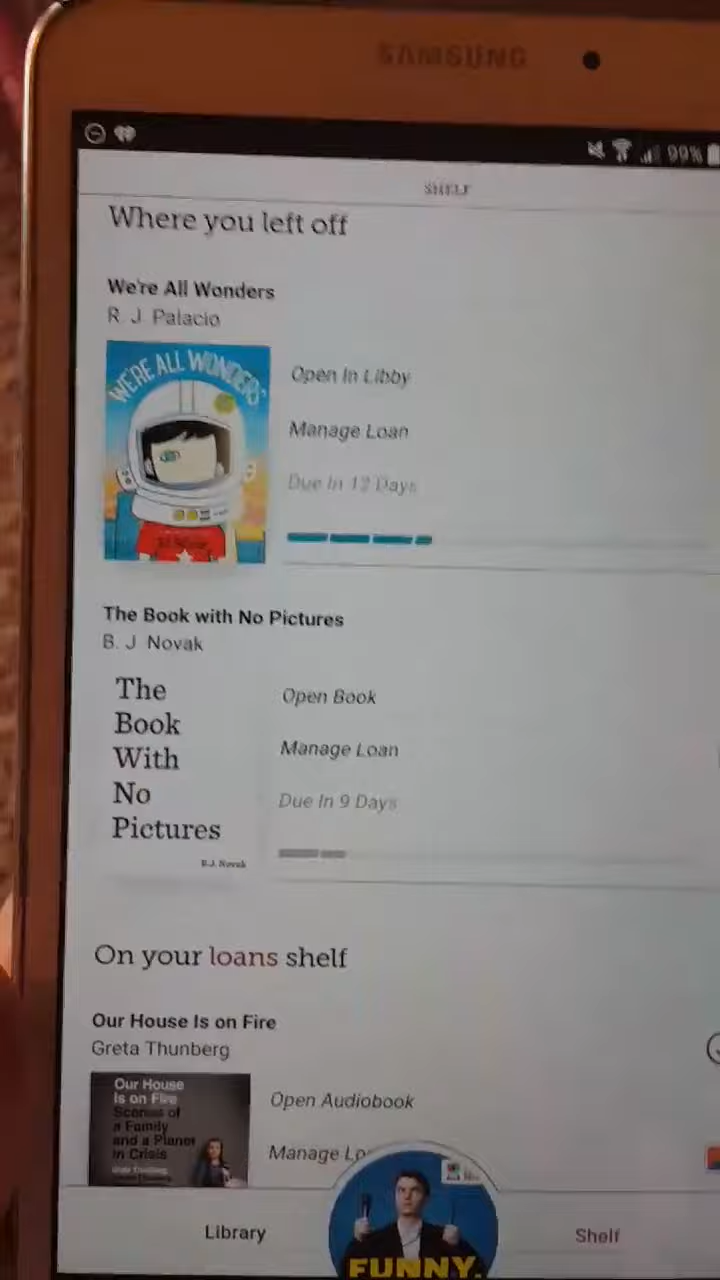 SAMSUNG
99%
SHELF
Where you left off
We're All Wonders
R. J. Palacio
WE'RE ALL WONDERS
Open In Libby
Manage Loan
Due In 12 Days
The Book with No Pictures
B. J. Novak
The
Book
With
No
Pictures
B.J. Novak
Open Book
Manage Loan
Due In 9 Days
On your loans shelf
Our House Is on Fire
Greta Thunberg
Our House
Is on Fire
Scenes of
a Family
and a Planet
in Crisis
Open Audiobook
Manage Lo
Library
FUNNY.
Shelf